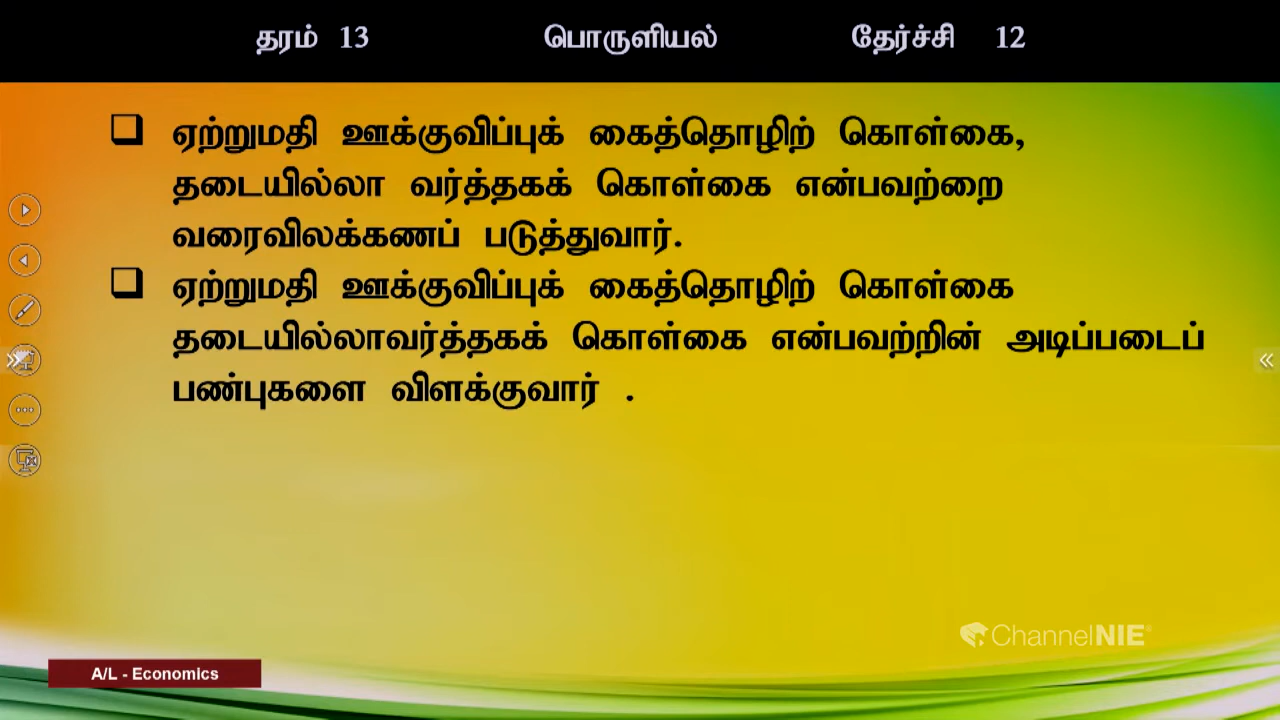 தரம் 13 பொருளியல் தேர்ச்சி 12
❑ ஏற்றுமதி ஊக்குவிப்புக் கைத்தொழிற் கொள்கை,
தடையில்லா வர்த்தகக் கொள்கை என்பவற்றை
வரைவிலக்கணப் படுத்துவார்.
❑ ஏற்றுமதி ஊக்குவிப்புக் கைத்தொழிற் கொள்கை
தடையில்லாவர்த்தகக் கொள்கை என்பவற்றின் அடிப்படைப்
பண்புகளை விளக்குவார் .
ChannelNIE
A/L - Economics